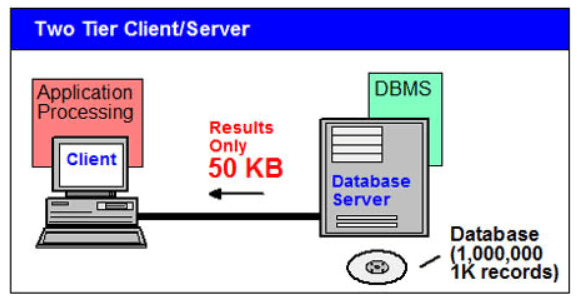 Two Tier Client/Server
Application
Processing
Client
Results
Only
50 KB
DBMS
Database
Server
Database
(1,000,000
1K records)